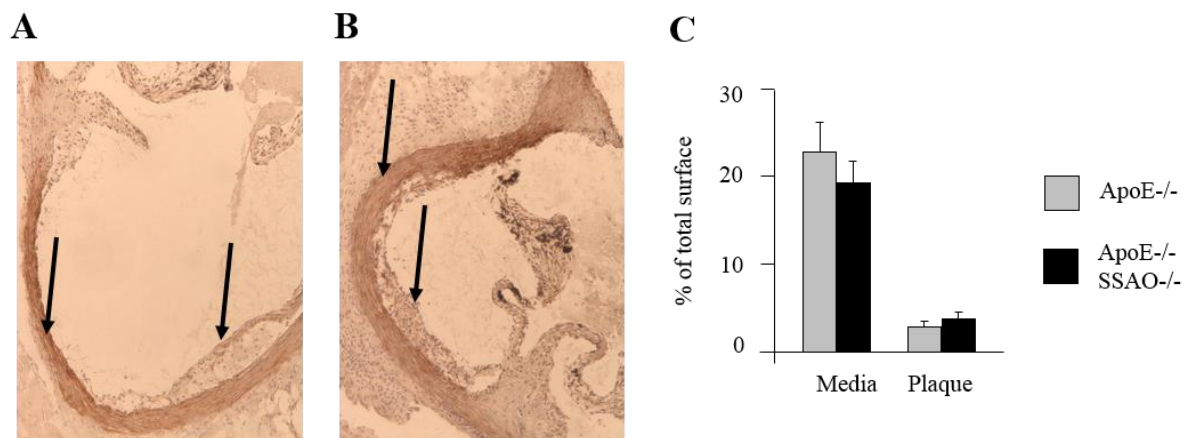 A
B
C
30
20
10
0
% of total surface
Media
Plaque
ApoE-/-
ApoE-/-
SSAO-/-